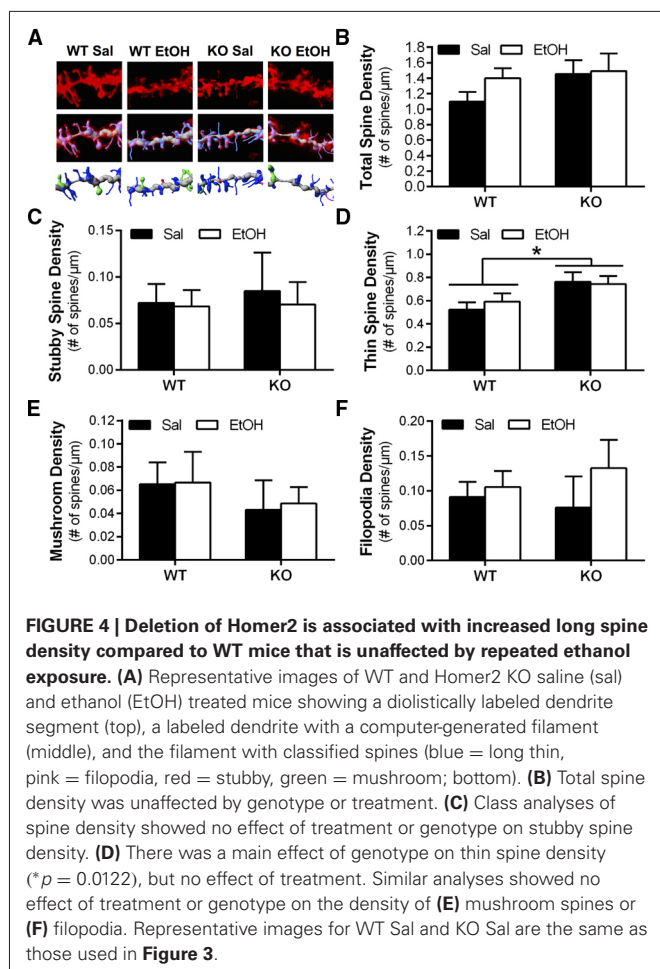 A
WT Sal WT EtOH KO Sal KO EtOH
B
Sal EtOH
Total Spine Density
(# of spines/μm)
1.8
1.6
1.4
1.2
1.0
0.8
0.6
0.4
0.2
0.0
WT KO
C
Sal EtOH
Stubby Spine Density
(# of spines/μm)
0.15
0.10
0.05
0.00
WT KO
D
Sal EtOH
*
Thin Spine Density
(# of spines/μm)
1.2
1.0
0.8
0.6
0.4
0.2
0.0
WT KO
E
Sal EtOH
Mushroom Density
(# of spines/μm)
0.12
0.10
0.08
0.06
0.04
0.02
0.00
WT KO
F
Sal EtOH
Filopodia Density
(# of spines/μm)
0.20
0.15
0.10
0.05
0.00
WT KO
FIGURE 4 | Deletion of Homer2 is associated with increased long spine
density compared to WT mice that is unaffected by repeated ethanol
exposure. (A) Representative images of WT and Homer2 KO saline (sal)
and ethanol (EtOH) treated mice showing a diolistically labeled dendrite
segment (top), a labeled dendrite with a computer-generated filament
(middle), and the filament with classified spines (blue = long thin,
pink = filopodia, red = stubby, green = mushroom; bottom). (B) Total spine
density was unaffected by genotype or treatment. (C) Class analyses of
spine density showed no effect of treatment or genotype on stubby spine
density. (D) There was a main effect of genotype on thin spine density
(*p = 0.0122), but no effect of treatment. Similar analyses showed no
effect of treatment or genotype on the density of (E) mushroom spines or
(F) filopodia. Representative images for WT Sal and KO Sal are the same as
those used in Figure 3.